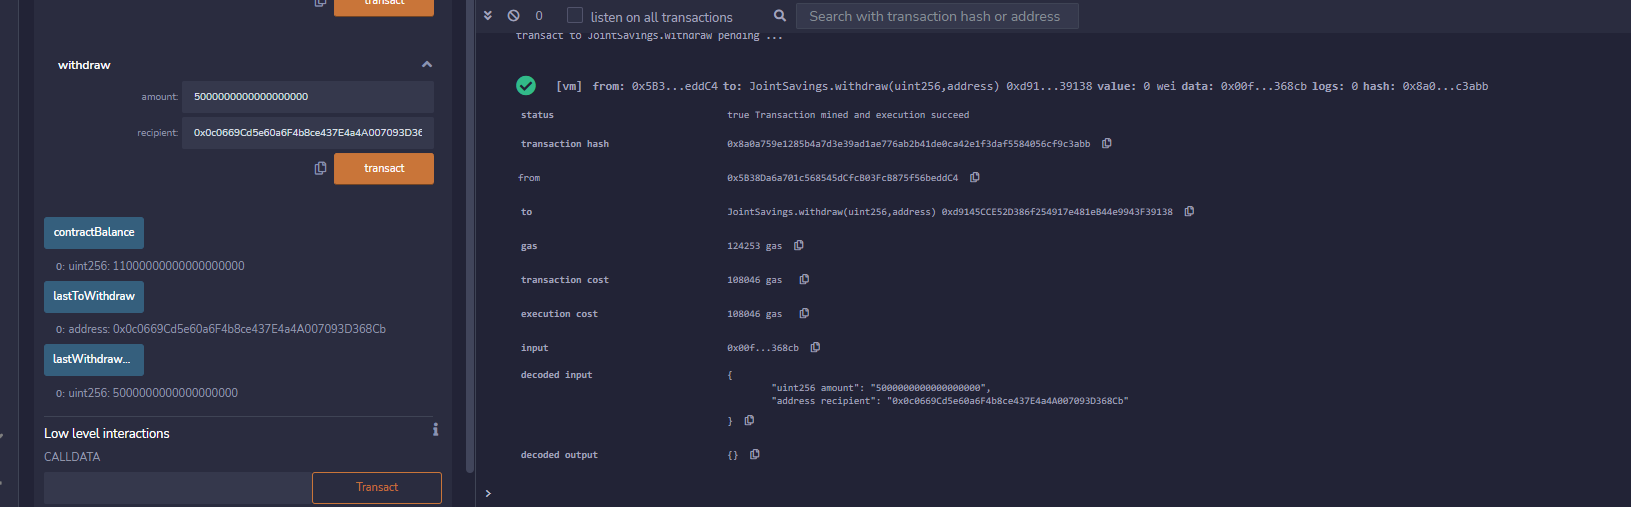 transact
withdraw
amount: 5000000000000000000
recipient: 0x0c0669Cd5e60a6F4b8ce437E4a4A007093D36
transact
contractBalance
0: uint256: 11000000000000000000
lastToWithdraw
0: address: 0x0c0669Cd5e60a6F4b8ce437E4a4A007093D368Cb
lastWithdraw...
0: uint256: 5000000000000000000
Low level interactions
CALLDATA
Transact
0 listen on all transactions Search with transaction hash or address
transact to JointSavings.withdraw pending ...
[vm] from: 0x5B3...eddC4 to: JointSavings.withdraw(uint256,address) 0xd91...39138 value: 0 wei data: 0x00f...368cb logs: 0 hash: 0x8a0...c3abb
status true Transaction mined and execution succeed
transaction hash 0x8a0a759e1285b4a7d3e39ad1ae776ab2b41de0ca42e1f3daf5584056cf9c3abb
from 0x5B38Da6a701c568545dCfcB03FcB875f56beddC4
to JointSavings.withdraw(uint256,address) 0xd9145CCE52D386f254917e481eB44e9943F39138
gas 124253 gas
transaction cost 108046 gas
execution cost 108046 gas
input 0x00f...368cb
decoded input {
"uint256 amount": "5000000000000000000",
"address recipient": "0x0c0669Cd5e60a6F4b8ce437E4a4A007093D368Cb"
}
decoded output {}
>